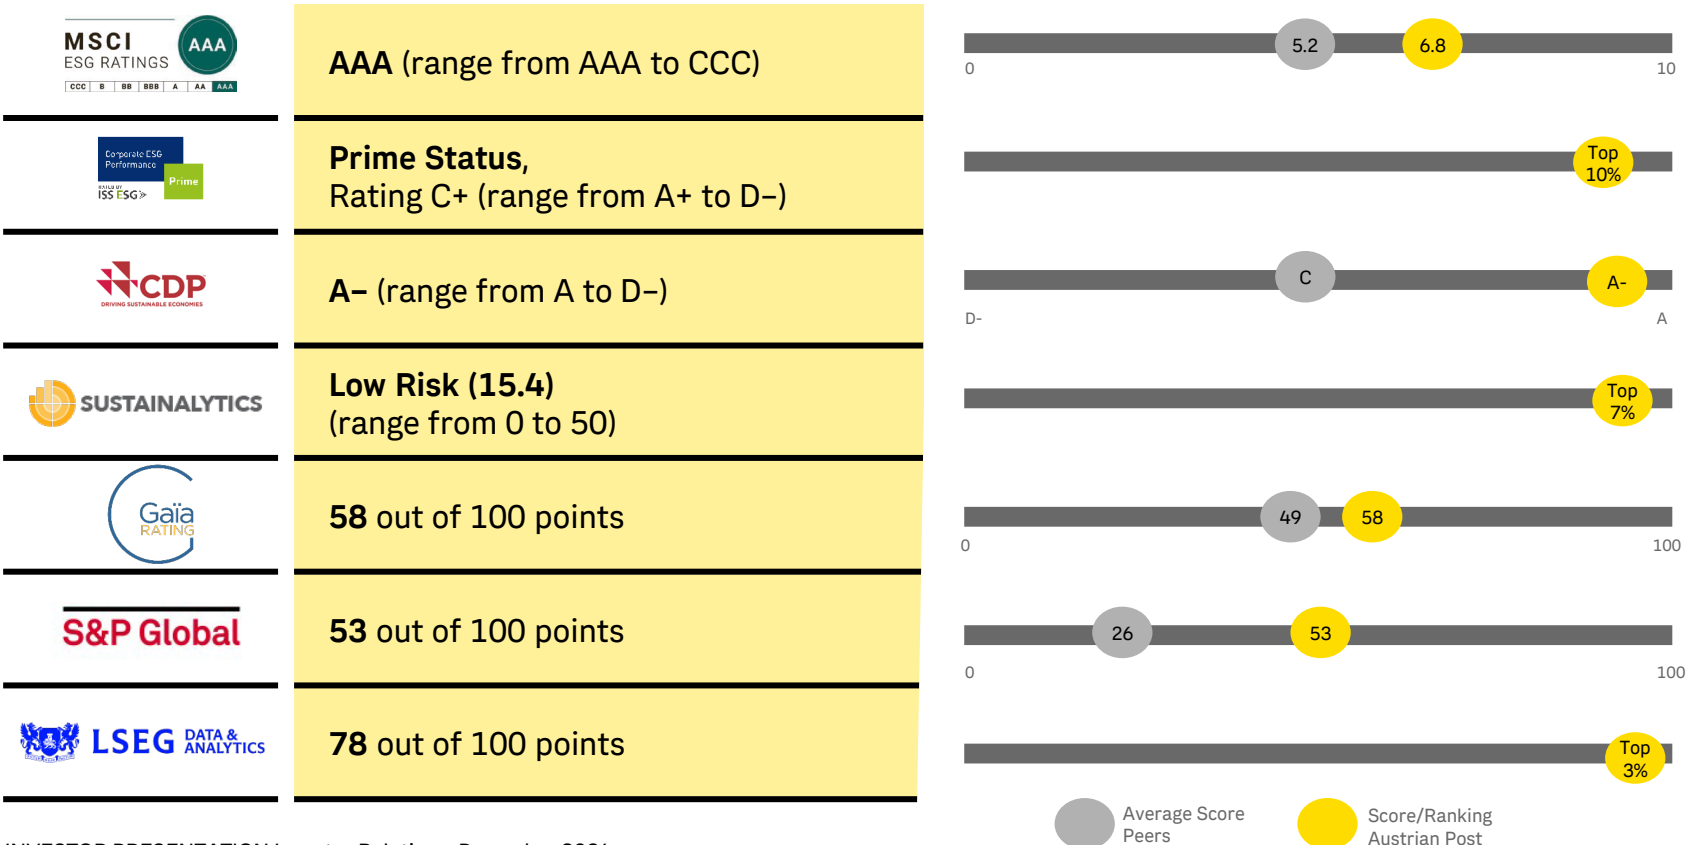 MSCI
ESG RATINGS
AAA
CCC B BB BBB A AA AAA
AAA (range from AAA to CCC)
5.2
6.8
0
10
Corporate ESG
Performance
RATED BY
ISS ESG
Prime
Prime Status,
Rating C+ (range from A+ to D–)
Top
10%
CDP
DRIVING SUSTAINABLE ECONOMIES
A– (range from A to D–)
C
A-
D-
A
SUSTAINALYTICS
Low Risk (15.4)
(range from 0 to 50)
Top
7%
Gaïa
RATING
58 out of 100 points
49
58
0
100
S&P Global
53 out of 100 points
26
53
0
100
LSEG DATA &
ANALYTICS
78 out of 100 points
Top
3%
Average Score
Peers
Score/Ranking
Austrian Post
INVESTOR PRESENTATION